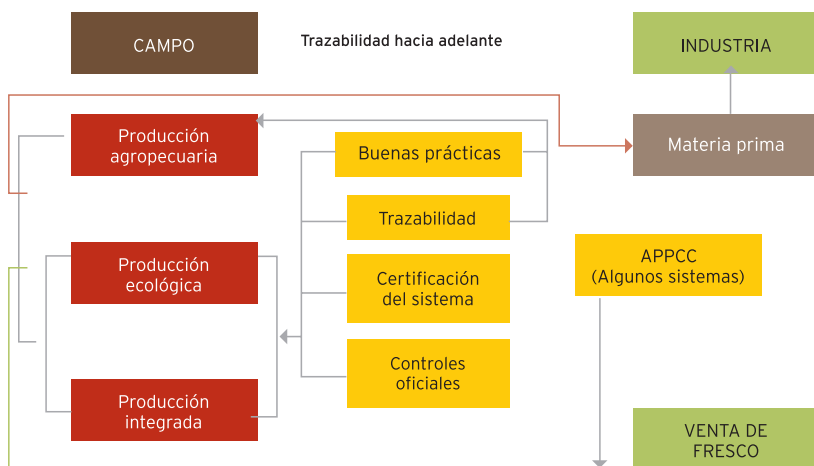 CAMPO
Trazabilidad hacia adelante
INDUSTRIA
Producción
agropecuaria
Buenas prácticas
Materia prima
Trazabilidad
Producción
ecológica
Certificación
del sistema
APPCC
(Algunos sistemas)
Controles
oficiales
Producción
integrada
VENTA DE
FRESCO